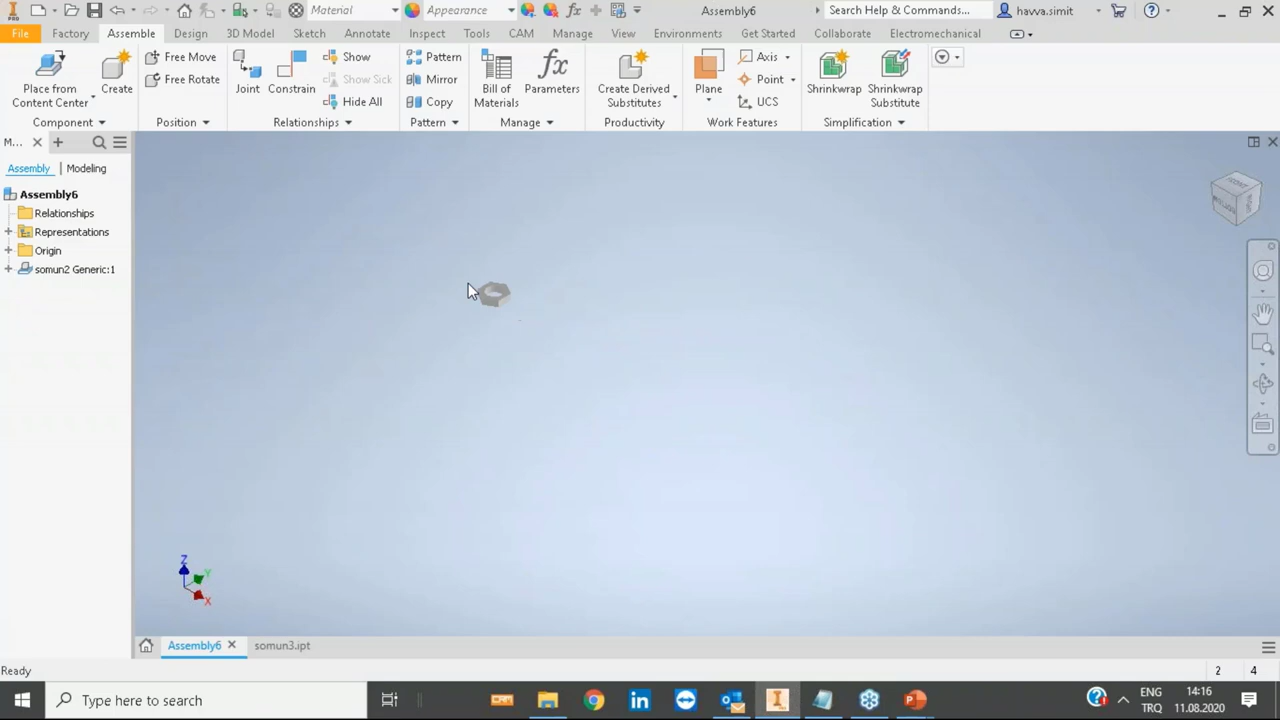 Material
Appearance
Assembly6
Search Help & Commands...
havva.simit
File
Factory
Assemble
Design
3D Model
Sketch
Annotate
Inspect
Tools
CAM
Manage
View
Environments
Get Started
Collaborate
Electromechanical
Place from
Content Center
Create
Free Move
Free Rotate
Joint
Constrain
Show
Show Sick
Hide All
Pattern
Mirror
Copy
Bill of
Materials
Parameters
Create Derived
Substitutes
Plane
Axis
Point
UCS
Shrinkwrap
Shrinkwrap
Substitute
Component
Position
Relationships
Pattern
Manage
Productivity
Work Features
Simplification
M...
Assembly
Modeling
Assembly6
Relationships
Representations
Origin
somun2 Generic:1
Z
Y
X
Assembly6
somun3.ipt
Ready
2
4
Type here to search
ENG
TRQ
14:16
11.08.2020